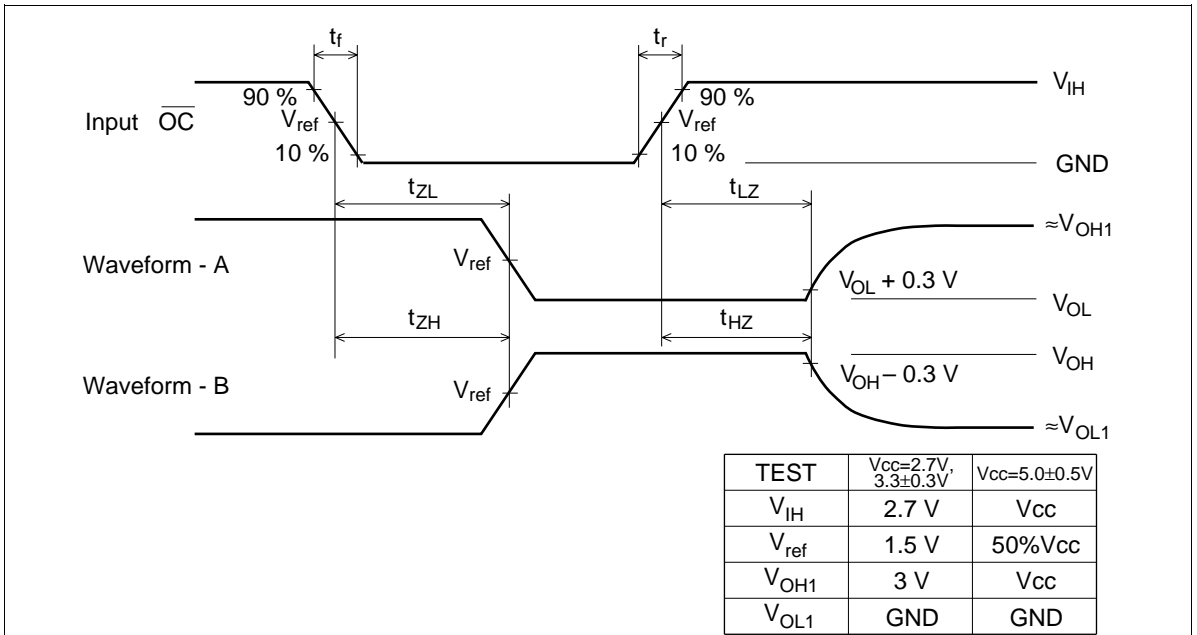 tf
tr
90 %
90 %
VIH
Input OC
Vref
Vref
10 %
10 %
GND
tZL
tLZ
≈VOH1
Waveform - A
Vref
VOL + 0.3 V
VOL
tZH
tHZ
VOH
VOH – 0.3 V
Waveform - B
Vref
≈VOL1
TEST Vcc=2.7V, 3.3±0.3V Vcc=5.0±0.5V
VIH 2.7 V Vcc
Vref 1.5 V 50%Vcc
VOH1 3 V Vcc
VOL1 GND GND